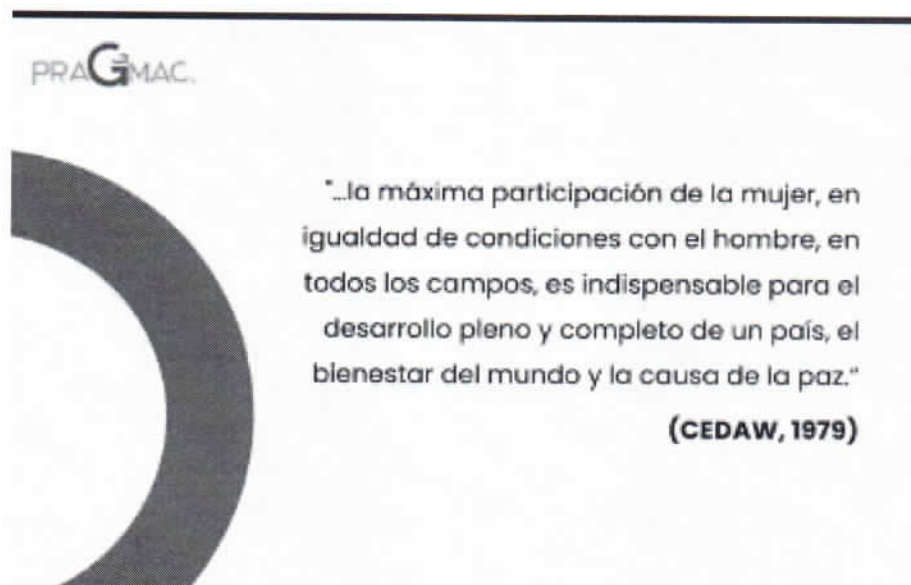 PRAGMAC.
"...la máxima participación de la mujer, en
igualdad de condiciones con el hombre, en
todos los campos, es indispensable para el
desarrollo pleno y completo de un país, el
bienestar del mundo y la causa de la paz."
(CEDAW, 1979)